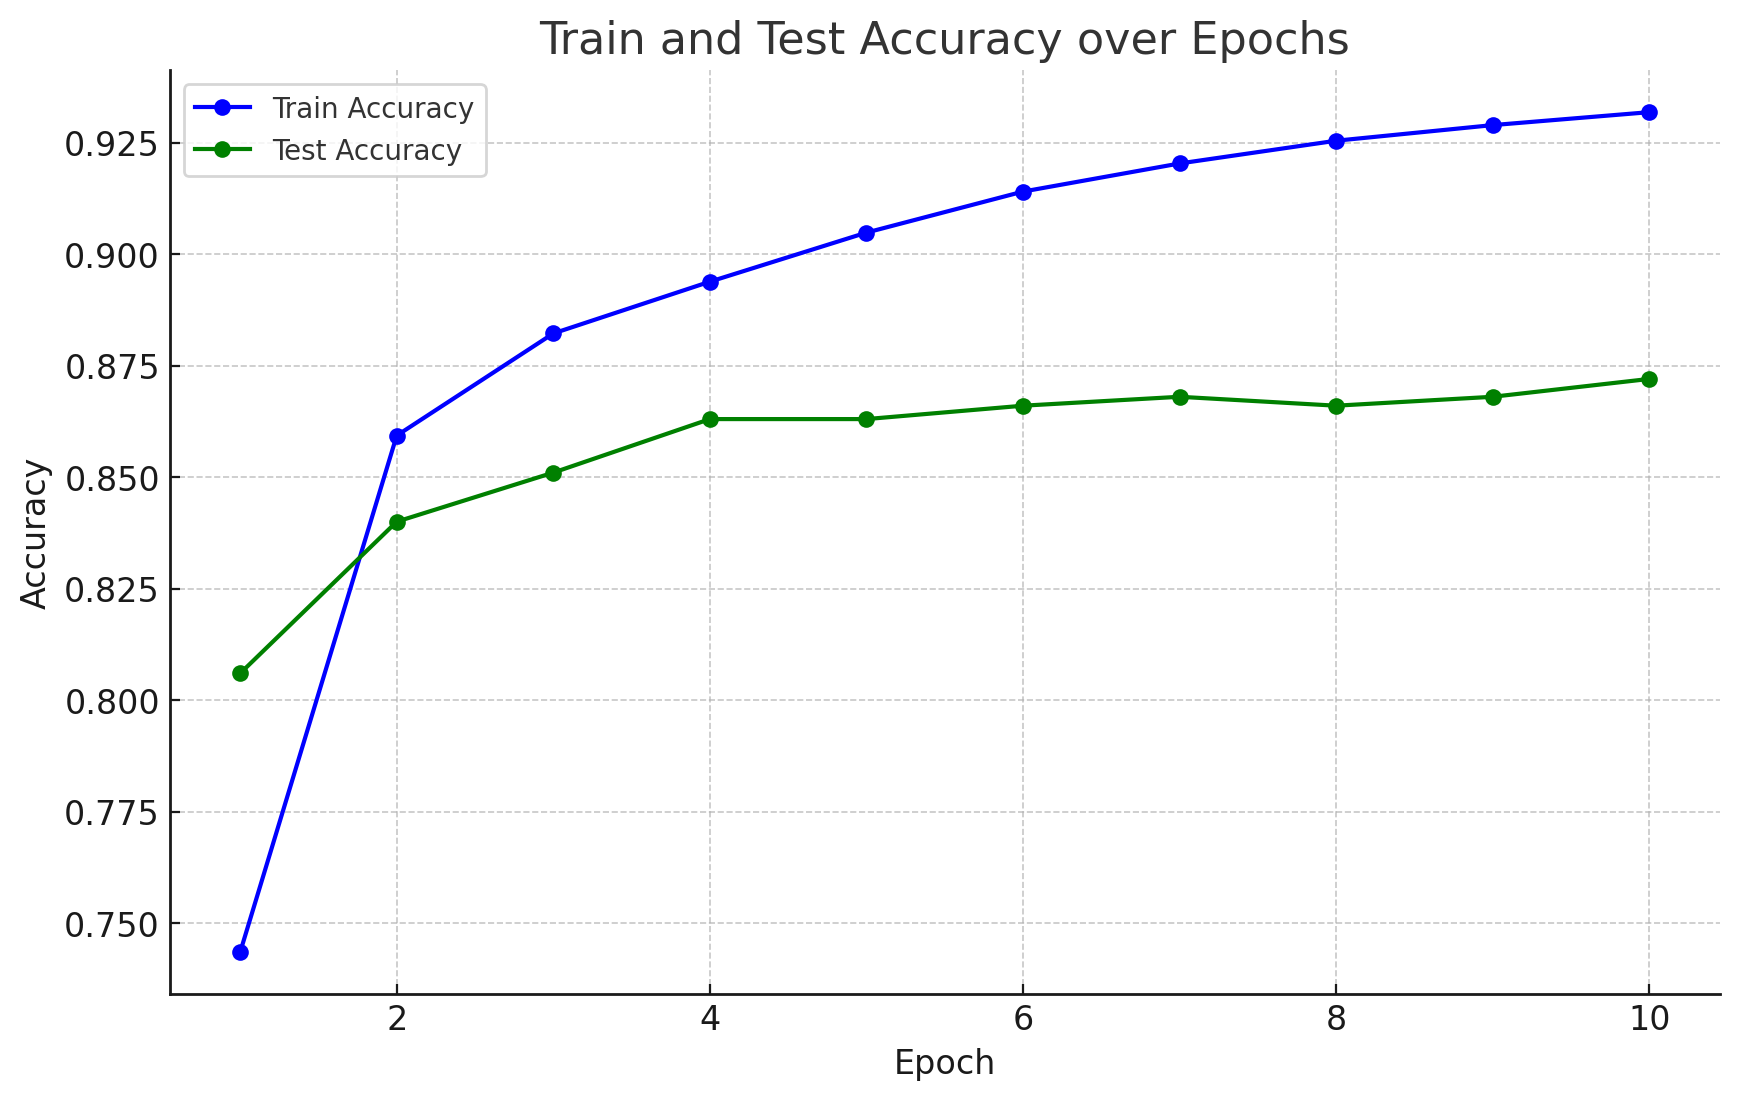 Train and Test Accuracy over Epochs
Train Accuracy
Test Accuracy
0.925
0.900
0.875
0.850
0.825
0.800
0.775
0.750
Accuracy
2 4 6 8 10
Epoch